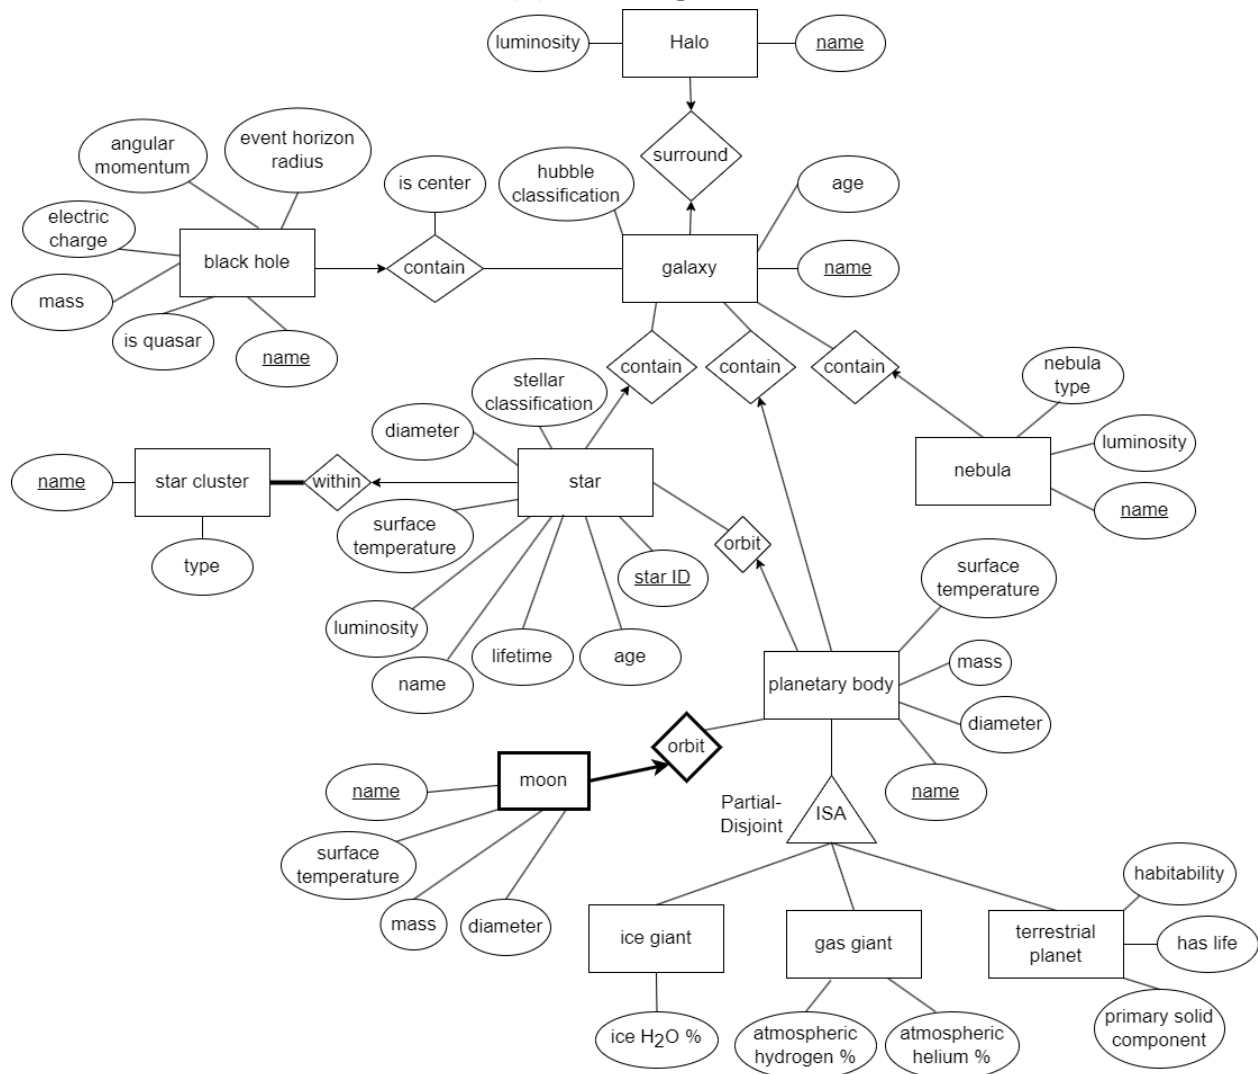 luminosity
Halo
name
surround
angular
momentum
event horizon
radius
is center
hubble
classification
age
electric
charge
black hole
contain
galaxy
name
mass
is quasar
name
contain
contain
contain
nebula
type
stellar
classification
diameter
luminosity
name
star cluster
within
star
nebula
name
surface
temperature
orbit
type
star ID
surface
temperature
luminosity
lifetime
age
name
planetary body
mass
diameter
orbit
name
moon
name
Partial-
Disjoint
ISA
surface
temperature
mass
diameter
habitability
ice giant
gas giant
terrestrial
planet
has life
ice H2O %
atmospheric
hydrogen %
atmospheric
helium %
primary solid
component